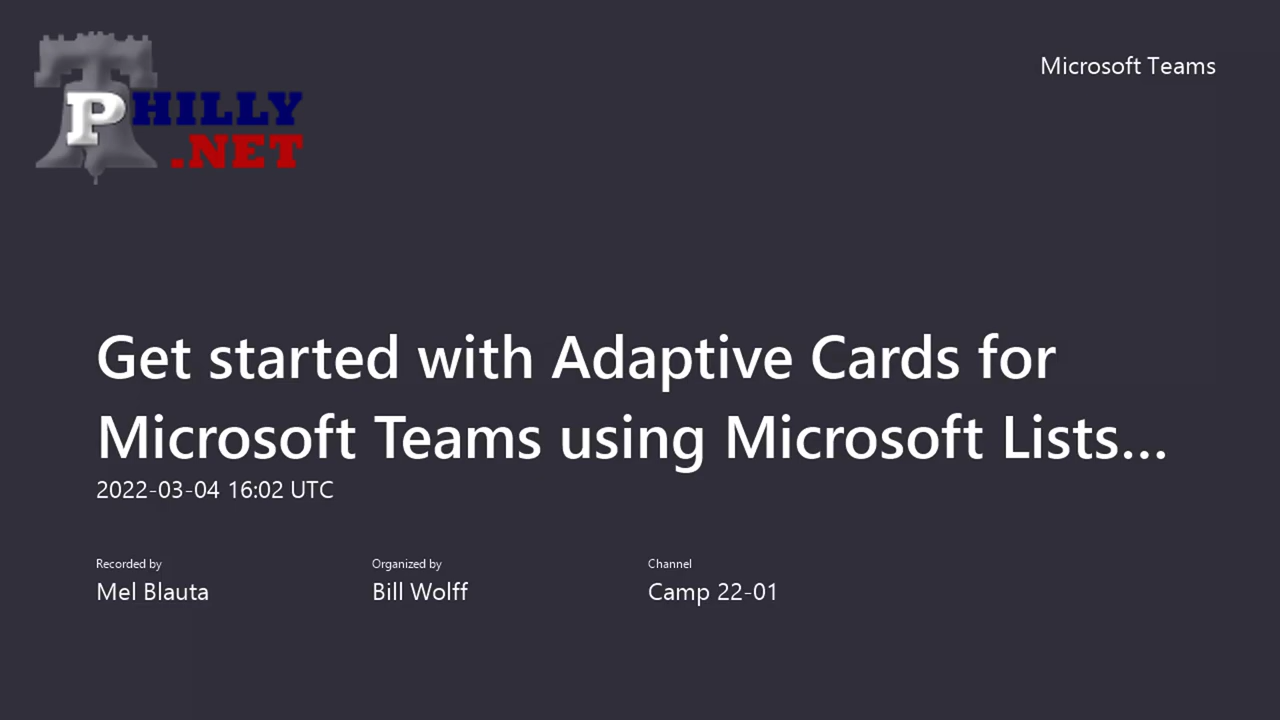 PHILLY
.NET
Microsoft Teams
Get started with Adaptive Cards for
Microsoft Teams using Microsoft Lists...
2022-03-04 16:02 UTC
Recorded by
Organized by
Channel
Mel Blauta
Bill Wolff
Camp 22-01